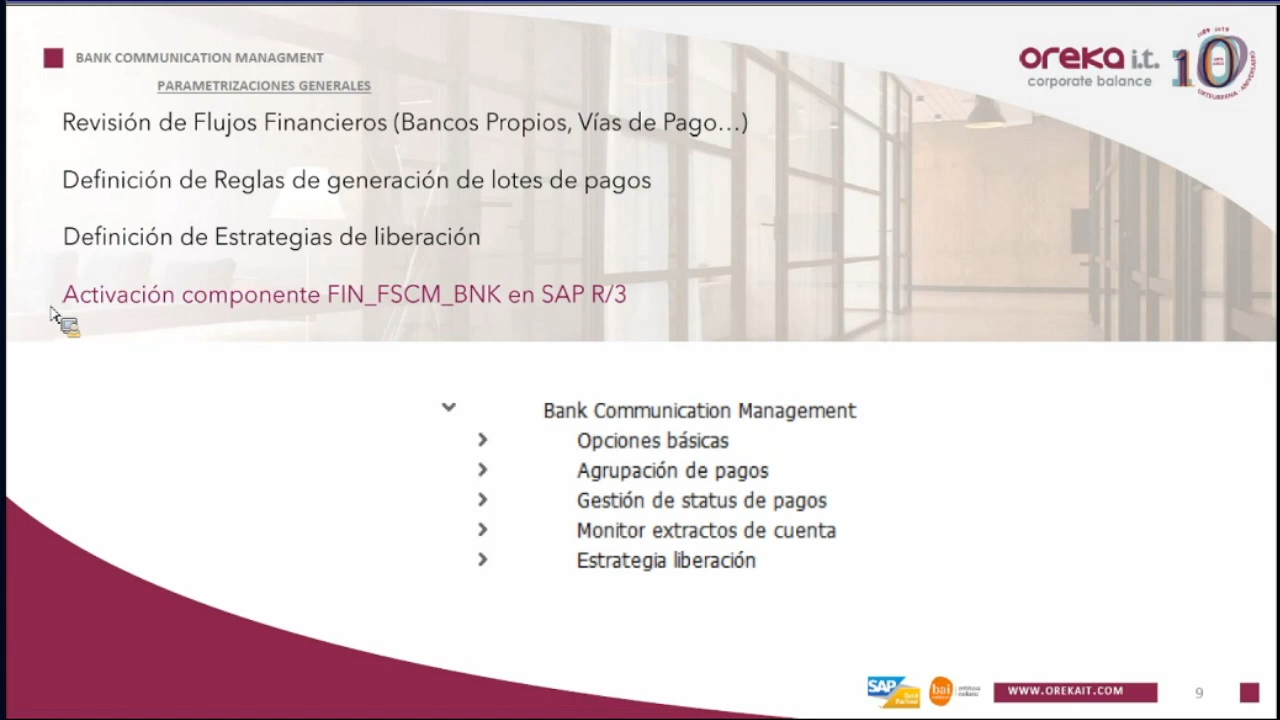 BANK COMMUNICATION MANAGMENT
PARAMETRIZACIONES GENERALES
oreka i.t.
corporate balance
10
Revisión de Flujos Financieros (Bancos Propios, Vías de Pago...)
Definición de Reglas de generación de lotes de pagos
Definición de Estrategias de liberación
Activación componente FIN_FSCM_BNK en SAP R/3
Bank Communication Management
Opciones básicas
Agrupación de pagos
Gestión de status de pagos
Monitor extractos de cuenta
Estrategia liberación
SAP
bai
WWW.OREKAIT.COM
9